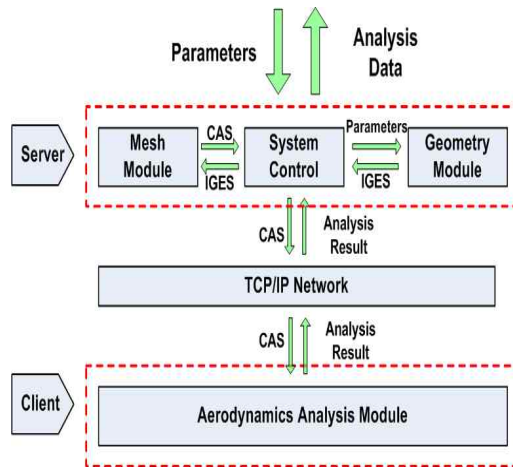 Parameters
Analysis
Data
Server
Mesh
Module
CAS
IGES
System
Control
Parameters
IGES
Geometry
Module
CAS
Analysis
Result
TCP/IP Network
CAS
Analysis
Result
Client
Aerodynamics Analysis Module